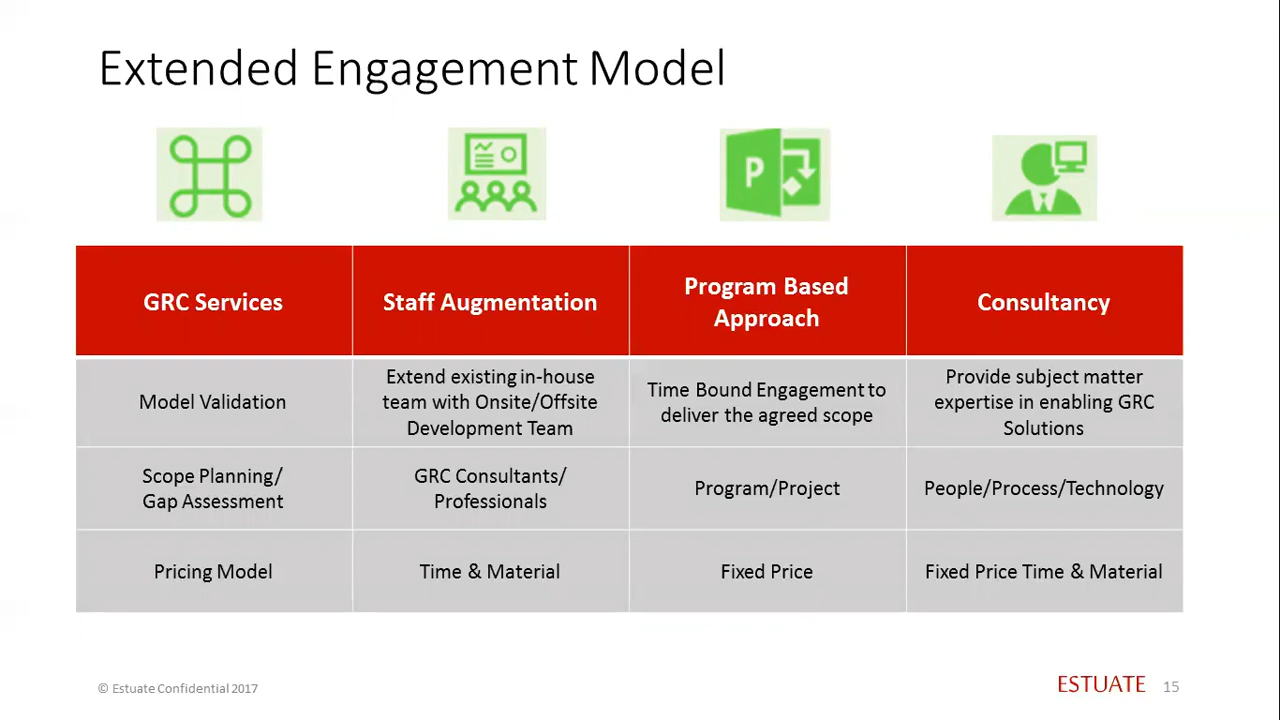 Extended Engagement Model
P
GRC Services
Staff Augmentation
Program Based
Approach
Consultancy
Model Validation
Extend existing in-house
team with Onsite/Offsite
Development Team
Time Bound Engagement to
deliver the agreed scope
Provide subject matter
expertise in enabling GRC
Solutions
Scope Planning/
Gap Assessment
GRC Consultants/
Professionals
Program/Project
People/Process/Technology
Pricing Model
Time & Material
Fixed Price
Fixed Price Time & Material
© Estuate Confidential 2017
ESTUATE
15